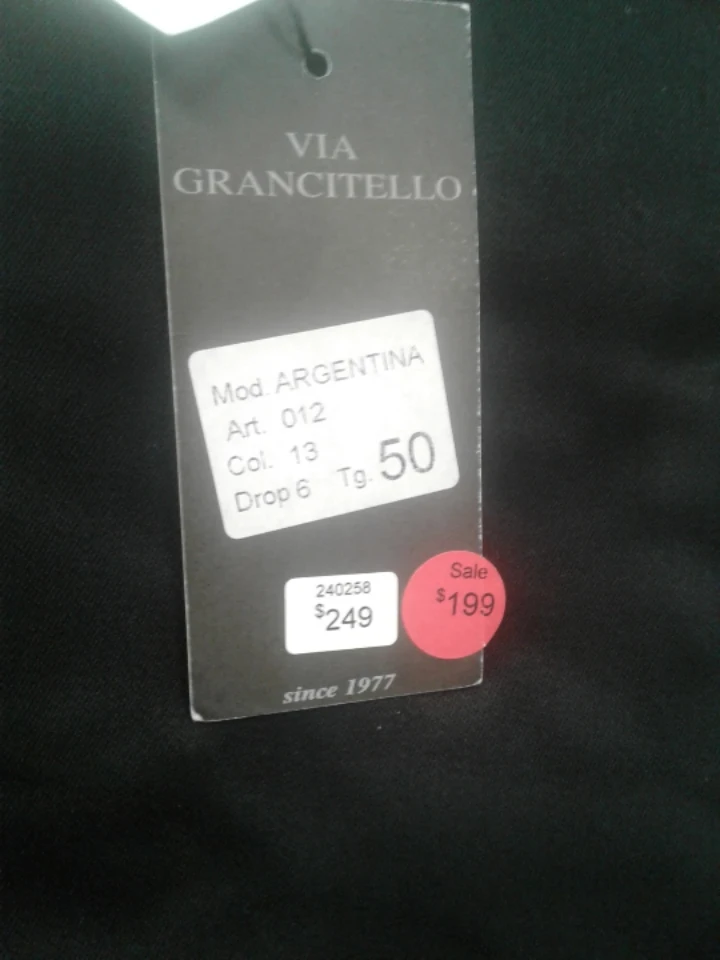 VIA
GRANCITELLO
Mod. ARGENTINA
Art. 012
Col. 13
Drop 6 Tg. 50
240258
$249
Sale
$199
since 1977